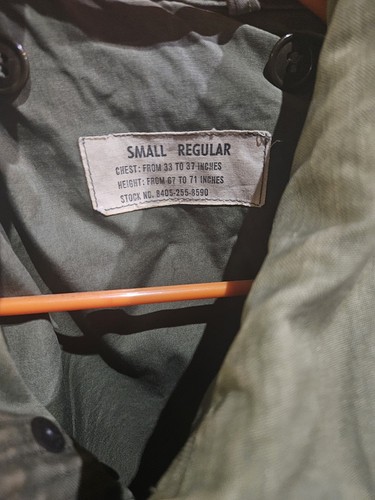 SMALL REGULAR
CHEST: FROM 33 TO 37 INCHES
HEIGHT: FROM 67 TO 71 INCHES
STOCK NO. 8405-255-8590